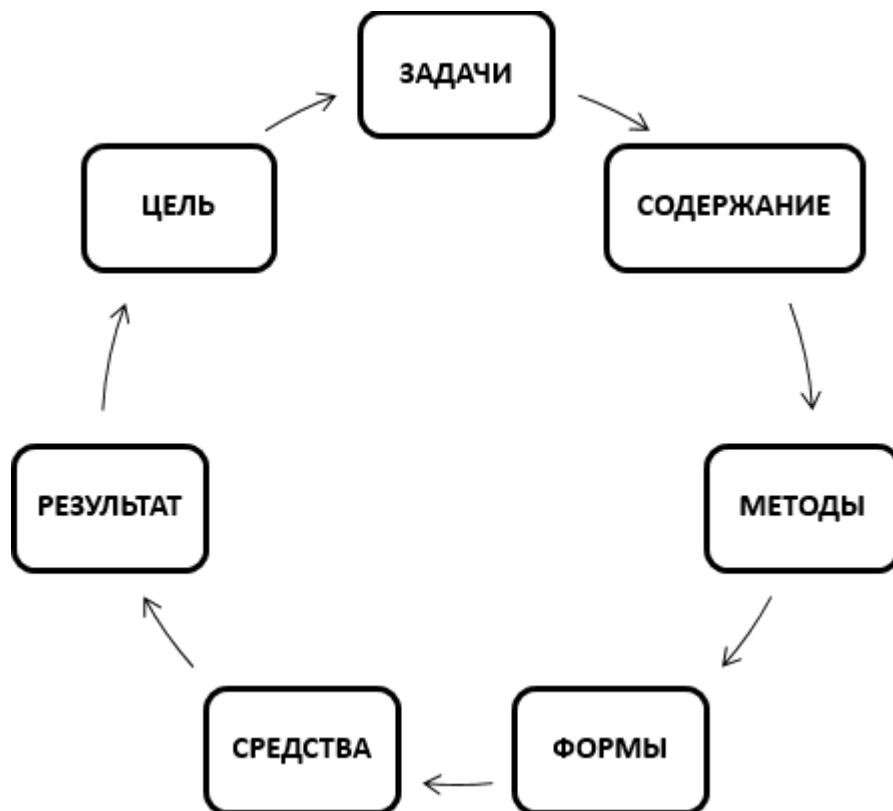 ЗАДАЧИ
ЦЕЛЬ
СОДЕРЖАНИЕ
РЕЗУЛЬТАТ
МЕТОДЫ
СРЕДСТВА
ФОРМЫ